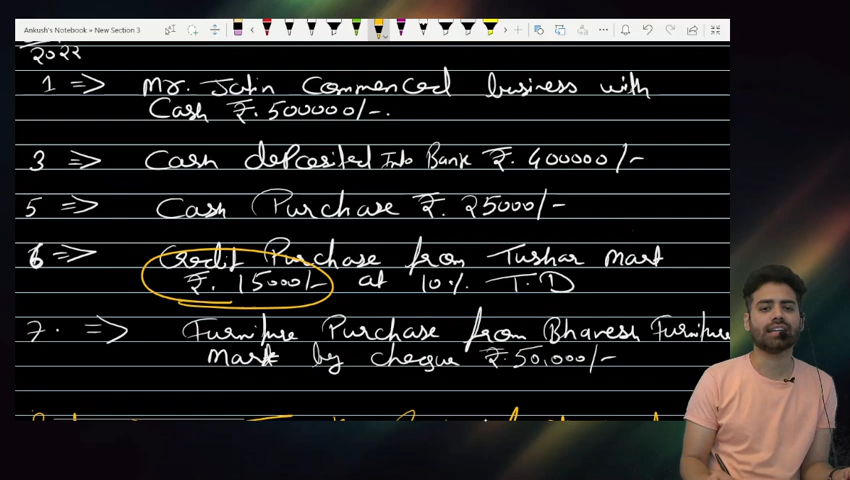 Ankush's Notebook » New Section 3
2022
1 => Mr. Jatin Commenced business with
Cash ₹. 500000/-.
3 => Cash deposited Into Bank ₹. 400000/-
5 => Cash Purchase ₹. 25000/-
6 => Credit Purchase from Tushar Mart
₹. 15000/- at 10%. T.D
7. => Furniture Purchase from Bhavesh Furniture
Mart by cheque ₹. 50,000/-